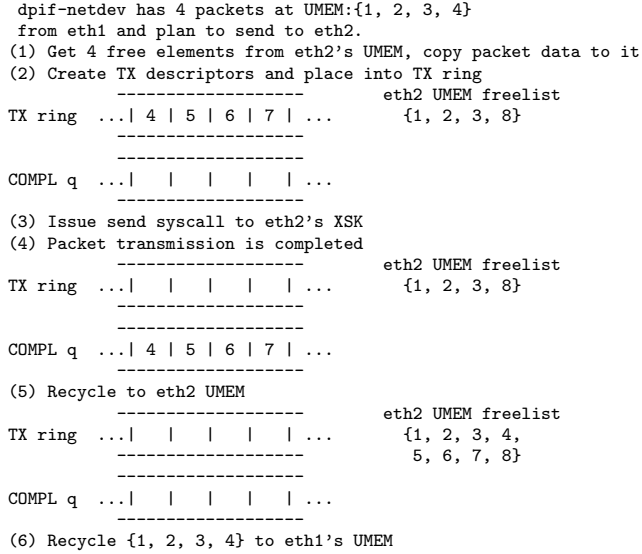 dpif-netdev has 4 packets at UMEM:{1, 2, 3, 4}
from eth1 and plan to send to eth2.
(1) Get 4 free elements from eth2's UMEM, copy packet data to it
(2) Create TX descriptors and place into TX ring
            -------------------        eth2 UMEM freelist
TX ring  ...| 4 | 5 | 6 | 7 | ...        {1, 2, 3, 8}
            -------------------
            -------------------
COMPL q  ...|   |   |   |   | ...
            -------------------
(3) Issue send syscall to eth2's XSK
(4) Packet transmission is completed
            -------------------        eth2 UMEM freelist
TX ring  ...|   |   |   |   | ...        {1, 2, 3, 8}
            -------------------
            -------------------
COMPL q  ...| 4 | 5 | 6 | 7 | ...
            -------------------
(5) Recycle to eth2 UMEM
            -------------------        eth2 UMEM freelist
TX ring  ...|   |   |   |   | ...        {1, 2, 3, 4,
            -------------------           5, 6, 7, 8}
            -------------------
COMPL q  ...|   |   |   |   | ...
            -------------------
(6) Recycle {1, 2, 3, 4} to eth1's UMEM